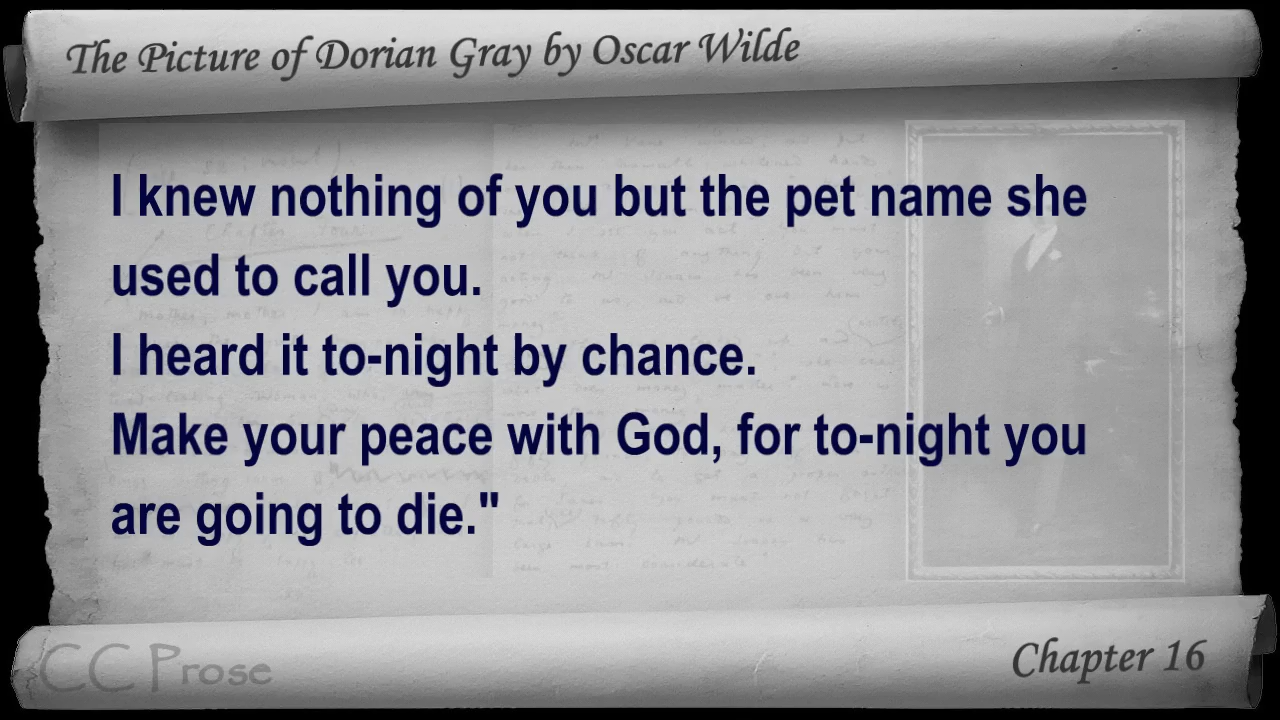 The Picture of Dorian Gray by Oscar Wilde
I knew nothing of you but the pet name she
used to call you.
I heard it to-night by chance.
Make your peace with God, for to-night you
are going to die."
CC Prose
Chapter 16